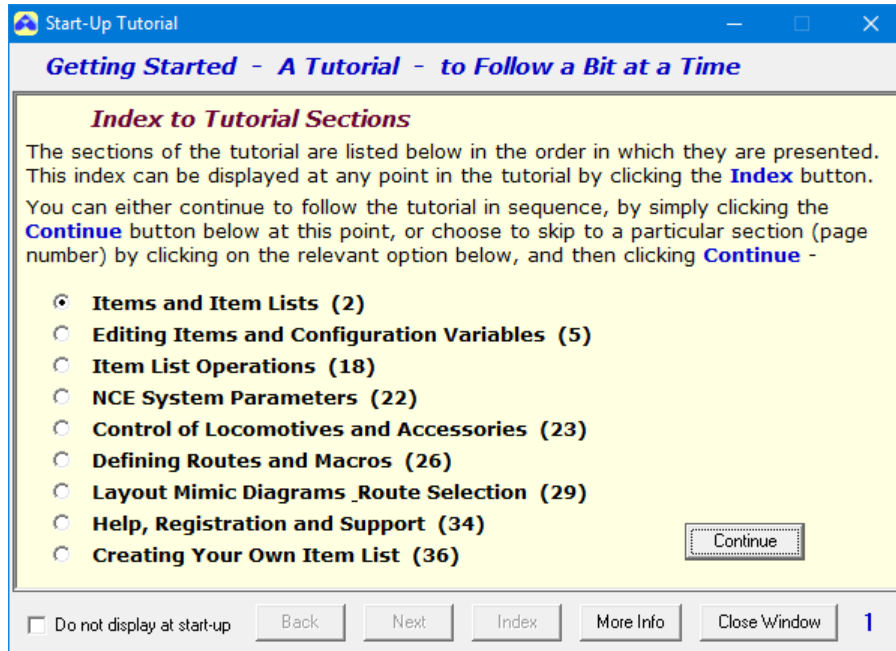 Start-Up Tutorial
Getting Started - A Tutorial - to Follow a Bit at a Time
Index to Tutorial Sections
The sections of the tutorial are listed below in the order in which they are presented.
This index can be displayed at any point in the tutorial by clicking the Index button.
You can either continue to follow the tutorial in sequence, by simply clicking the
Continue button below at this point, or choose to skip to a particular section (page
number) by clicking on the relevant option below, and then clicking Continue -
Items and Item Lists (2)
Editing Items and Configuration Variables (5)
Item List Operations (18)
NCE System Parameters (22)
Control of Locomotives and Accessories (23)
Defining Routes and Macros (26)
Layout Mimic Diagrams _Route Selection (29)
Help, Registration and Support (34)
Creating Your Own Item List (36)
Continue
Do not display at start-up Back Next Index More Info Close Window 1